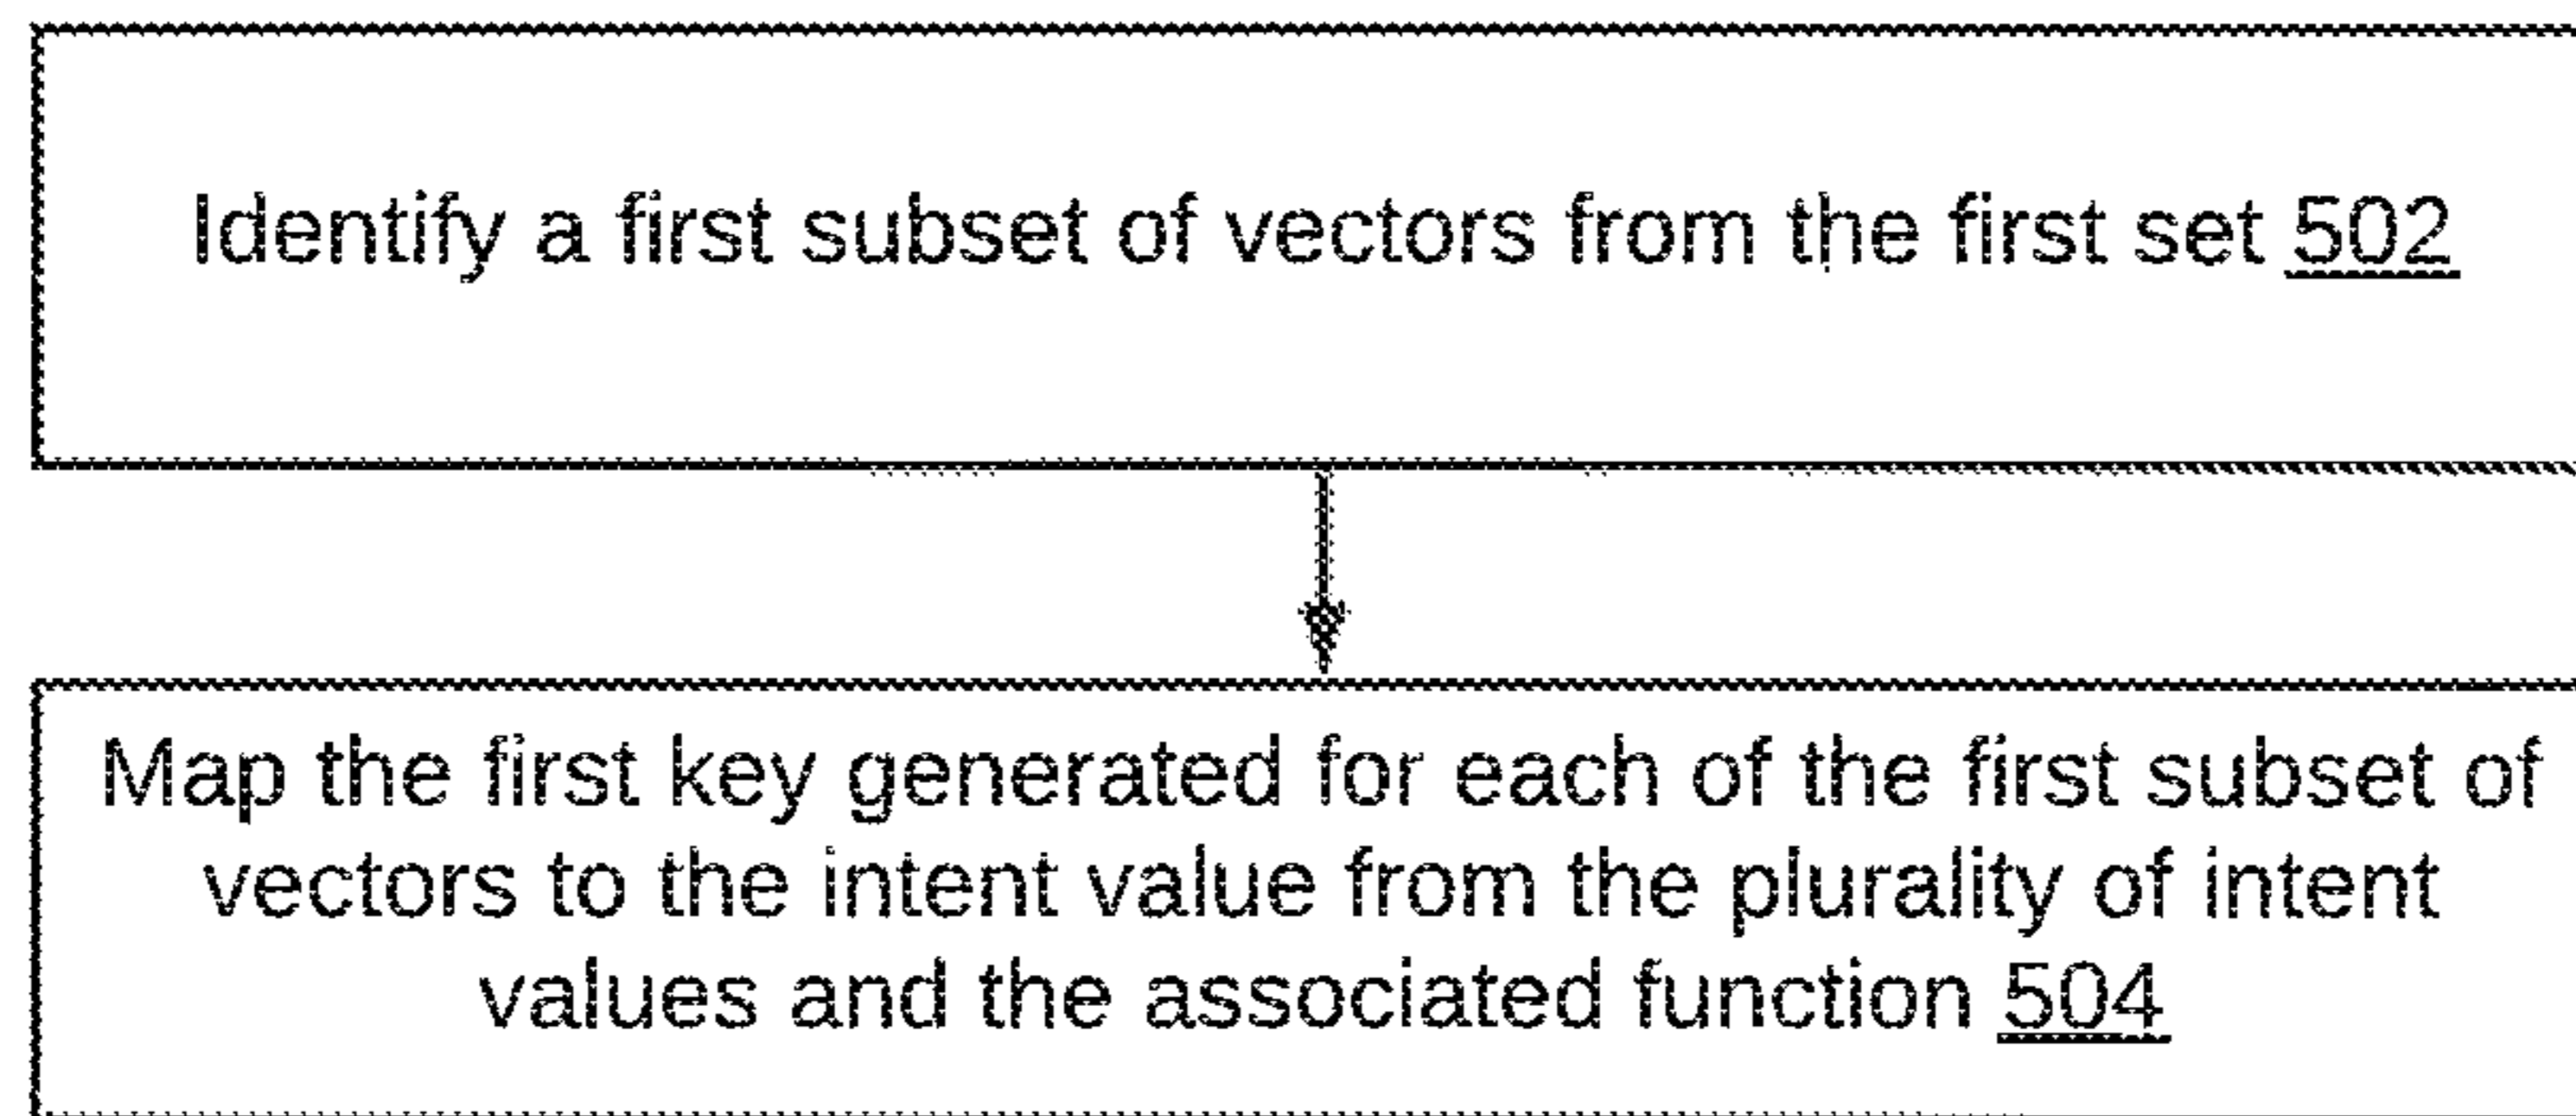 Identify a first subset of vectors from the first set 502
Map the first key generated for each of the first subset of
vectors to the intent value from the plurality of intent
values and the associated function 504